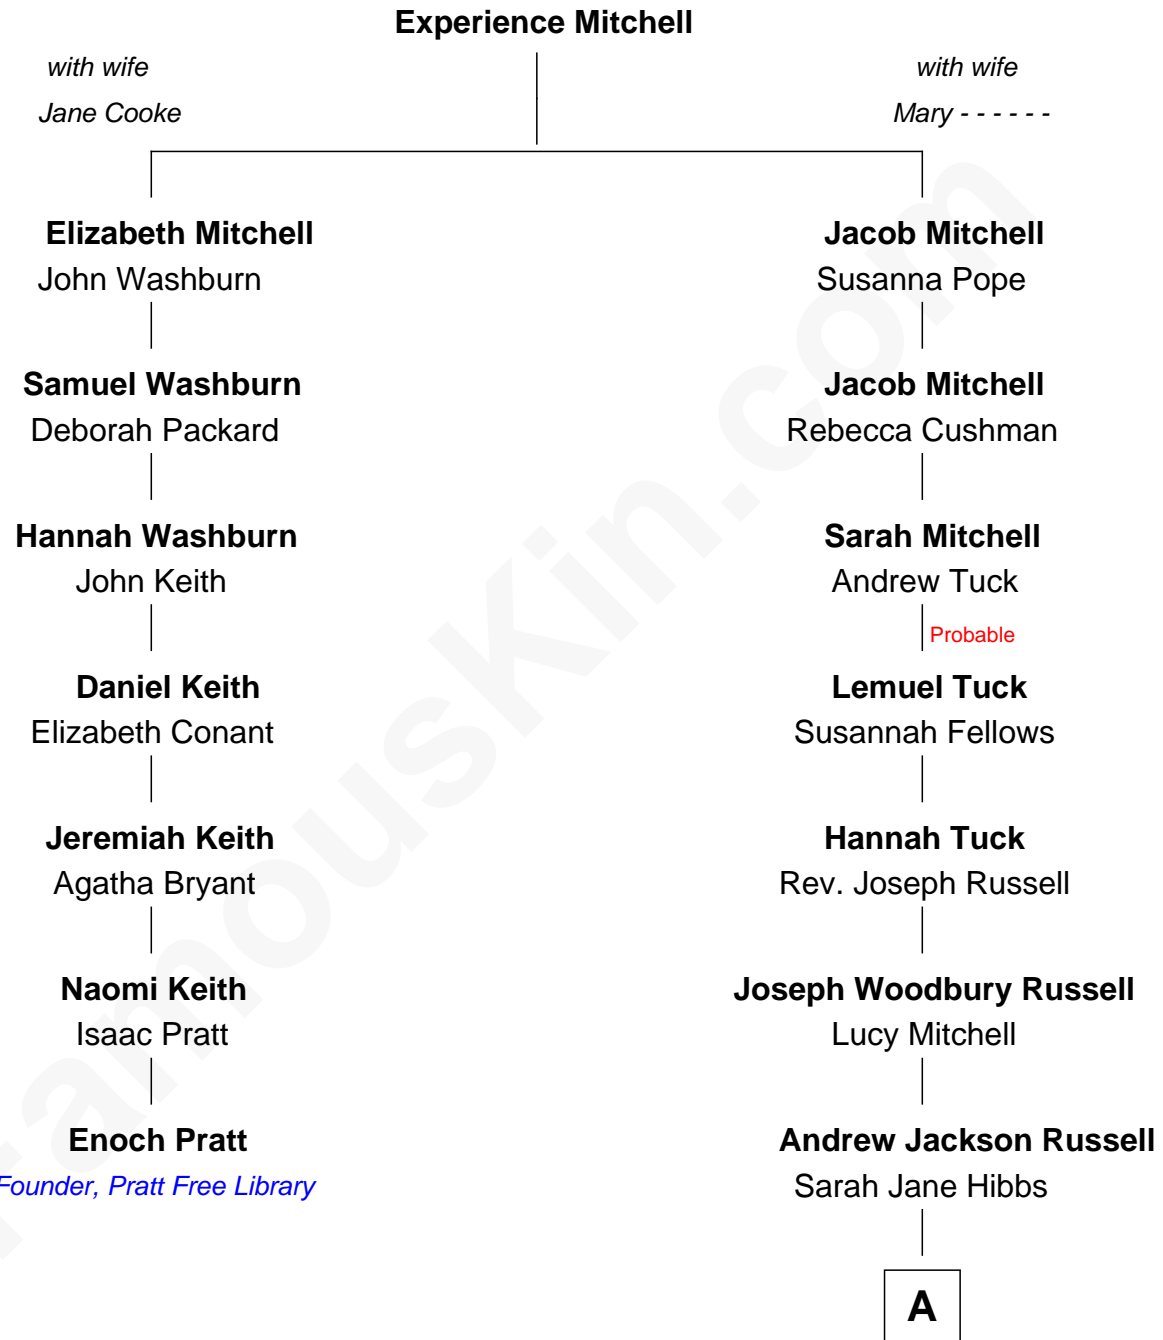 Experience Mitchell
with wife
Jane Cooke
with wife
Mary - - - - - -
Elizabeth Mitchell
John Washburn
Jacob Mitchell
Susanna Pope
Samuel Washburn
Deborah Packard
Jacob Mitchell
Rebecca Cushman
Hannah Washburn
John Keith
Sarah Mitchell
Andrew Tuck
Probable
Daniel Keith
Elizabeth Conant
Lemuel Tuck
Susannah Fellows
Jeremiah Keith
Agatha Bryant
Hannah Tuck
Rev. Joseph Russell
Naomi Keith
Isaac Pratt
Joseph Woodbury Russell
Lucy Mitchell
Enoch Pratt
Founder, Pratt Free Library
Andrew Jackson Russell
Sarah Jane Hibbs
A
FamousKin.com